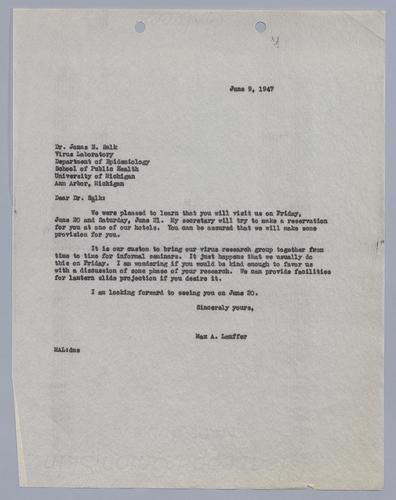 June 9, 1947
Dr. Jonas E. Salk
Virus Laboratory
Department of Epidemiology
School of Public Health
University of Michigan
Ann Arbor, Michigan
Dear Dr. Salk:
We were pleased to learn that you will visit us on Friday,
June 20 and Saturday, June 21. My secretary will try to make a reservation
for you at one of our hotels. You can be assured that we will make some
provision for you.
It is our custom to bring our virus research group together from
time to time for informal seminars. It just happens that we usually do
this on Friday. I am wondering if you would be kind enough to favor us
with a discussion of some phase of your research. We can provide facilities
for lantern slide projection if you desire it.
I am looking forward to seeing you on June 20.
Sincerely yours,
Max A. Lauffer
MAL:dns